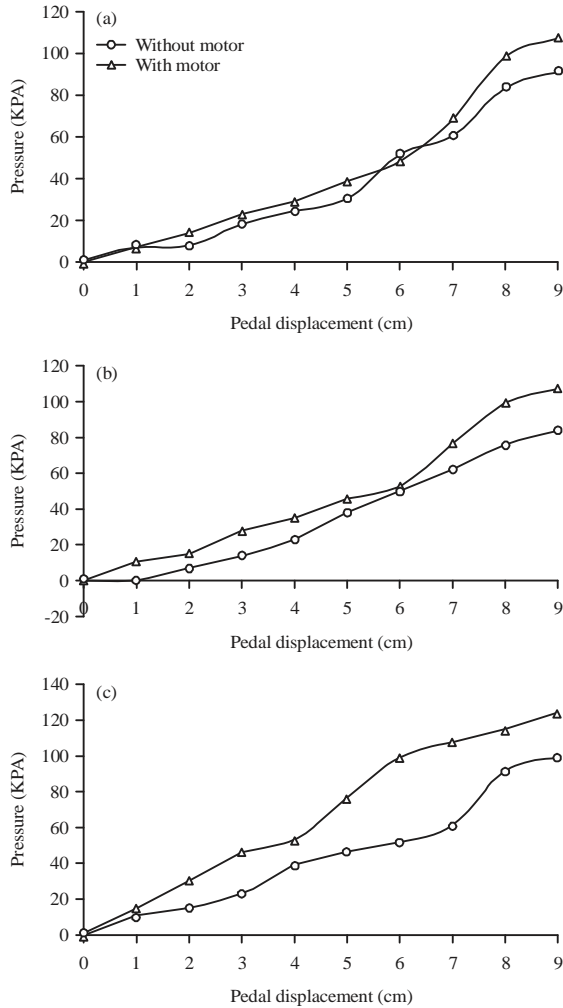 (a)
Without motor
With motor
120
100
80
60
40
20
0
Pressure (KPA)
0 1 2 3 4 5 6 7 8 9
Pedal displacement (cm)
(b)
120
100
80
60
40
20
0
-20
Pressure (KPA)
0 1 2 3 4 5 6 7 8 9
Pedal displacement (cm)
(c)
140
120
100
80
60
40
20
0
Pressure (KPA)
0 1 2 3 4 5 6 7 8 9
Pedal displacement (cm)